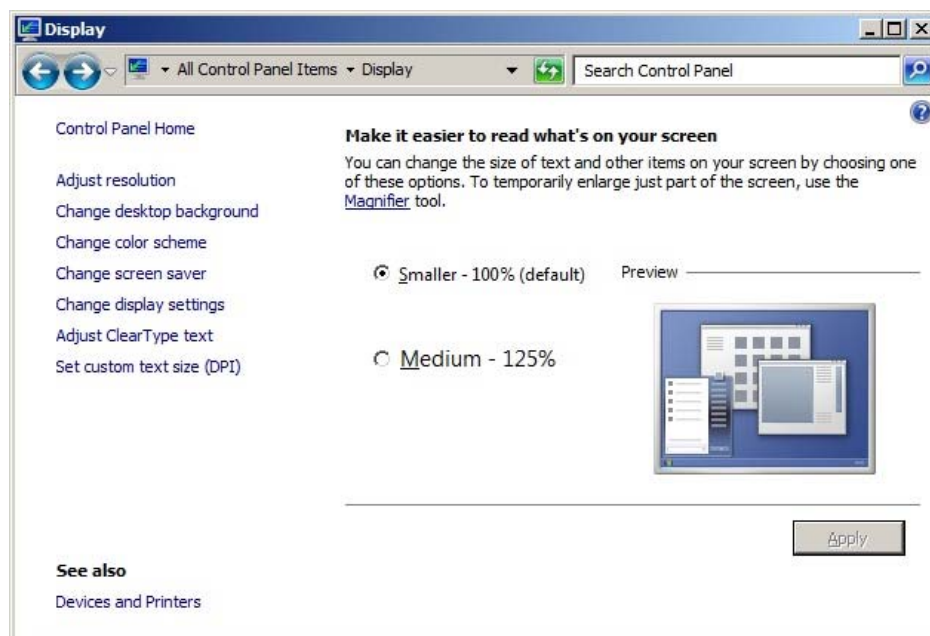 Display
All Control Panel Items Display
Search Control Panel
Control Panel Home
Adjust resolution
Change desktop background
Change color scheme
Change screen saver
Change display settings
Adjust ClearType text
Set custom text size (DPI)
See also
Devices and Printers
Make it easier to read what's on your screen
You can change the size of text and other items on your screen by choosing one
of these options. To temporarily enlarge just part of the screen, use the
Magnifier tool.
Smaller - 100% (default)
Preview
Medium - 125%
Apply